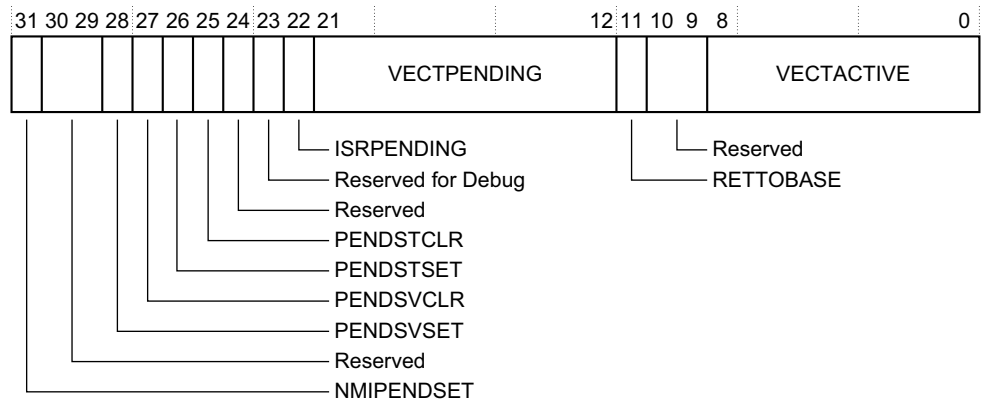 31 30 29 28 27 26 25 24 23 22 21 12 11 10 9 8 0
VECTPENDING VECTACTIVE
ISRPENDING Reserved
Reserved for Debug RETTOBASE
Reserved
PENDSTCLR
PENDSTSET
PENDSVCLR
PENDSVSET
Reserved
NMIPENDSET